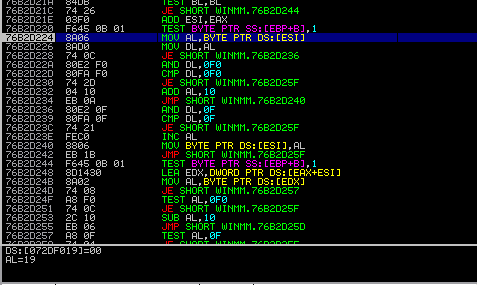 76B2D21A 84DB TEST BL,BL
76B2D21C 74 26 JE SHORT WINMM.76B2D244
76B2D21E 03F0 ADD ESI,EAX
76B2D220 F645 0B 01 TEST BYTE PTR SS:[EBP+B],1
76B2D224 8A06 MOV AL,BYTE PTR DS:[ESI]
76B2D226 8AD0 MOV DL,AL
76B2D228 74 0C JE SHORT WINMM.76B2D236
76B2D22A 80E2 F0 AND DL,0F0
76B2D22D 80FA F0 CMP DL,0F0
76B2D230 74 2D JE SHORT WINMM.76B2D25F
76B2D232 04 10 ADD AL,10
76B2D234 EB 0A JMP SHORT WINMM.76B2D240
76B2D236 80E2 0F AND DL,0F
76B2D239 80FA 0F CMP DL,0F
76B2D23C 74 21 JE SHORT WINMM.76B2D25F
76B2D23E FEC0 INC AL
76B2D240 8806 MOV BYTE PTR DS:[ESI],AL
76B2D242 EB 1B JMP SHORT WINMM.76B2D25F
76B2D244 F645 0B 01 TEST BYTE PTR SS:[EBP+B],1
76B2D248 8D1430 LEA EDX,DWORD PTR DS:[EAX+ESI]
76B2D24B 8A02 MOV AL,BYTE PTR DS:[EDX]
76B2D24D 74 08 JE SHORT WINMM.76B2D257
76B2D24F A8 F0 TEST AL,0F0
76B2D251 74 0C JE SHORT WINMM.76B2D25F
76B2D253 2C 10 SUB AL,10
76B2D255 EB 06 JMP SHORT WINMM.76B2D25D
76B2D257 A8 0F TEST AL,0F
DS:[072DF019]=00
AL=19